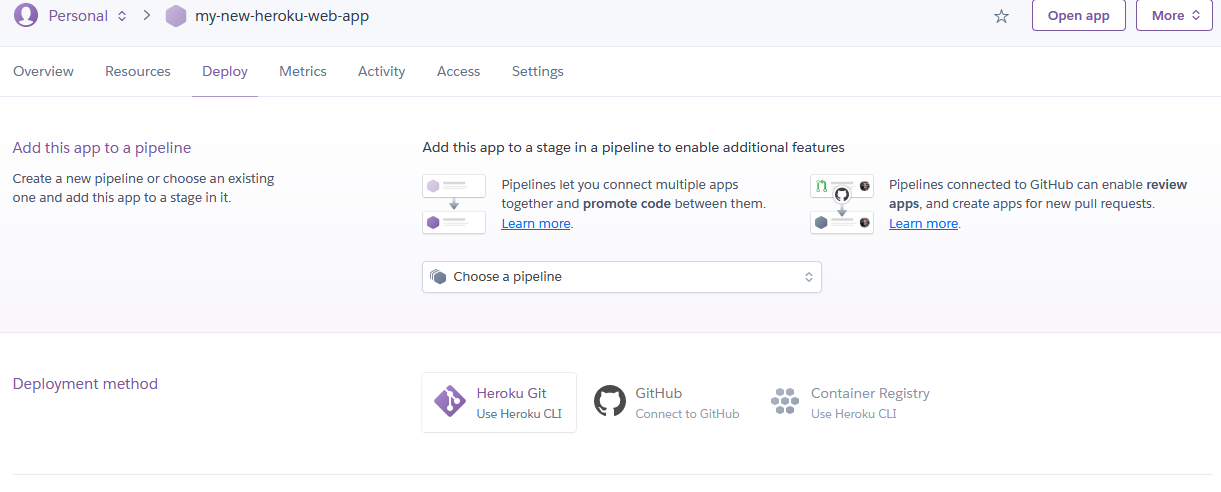 Personal my-new-heroku-web-app Open app More
Overview Resources Deploy Metrics Activity Access Settings
Add this app to a pipeline
Create a new pipeline or choose an existing
one and add this app to a stage in it.
Add this app to a stage in a pipeline to enable additional features
Pipelines let you connect multiple apps
together and promote code between them.
Learn more.
Pipelines connected to GitHub can enable review
apps, and create apps for new pull requests.
Learn more.
Choose a pipeline
Deployment method
Heroku Git
Use Heroku CLI
GitHub
Connect to GitHub
Container Registry
Use Heroku CLI